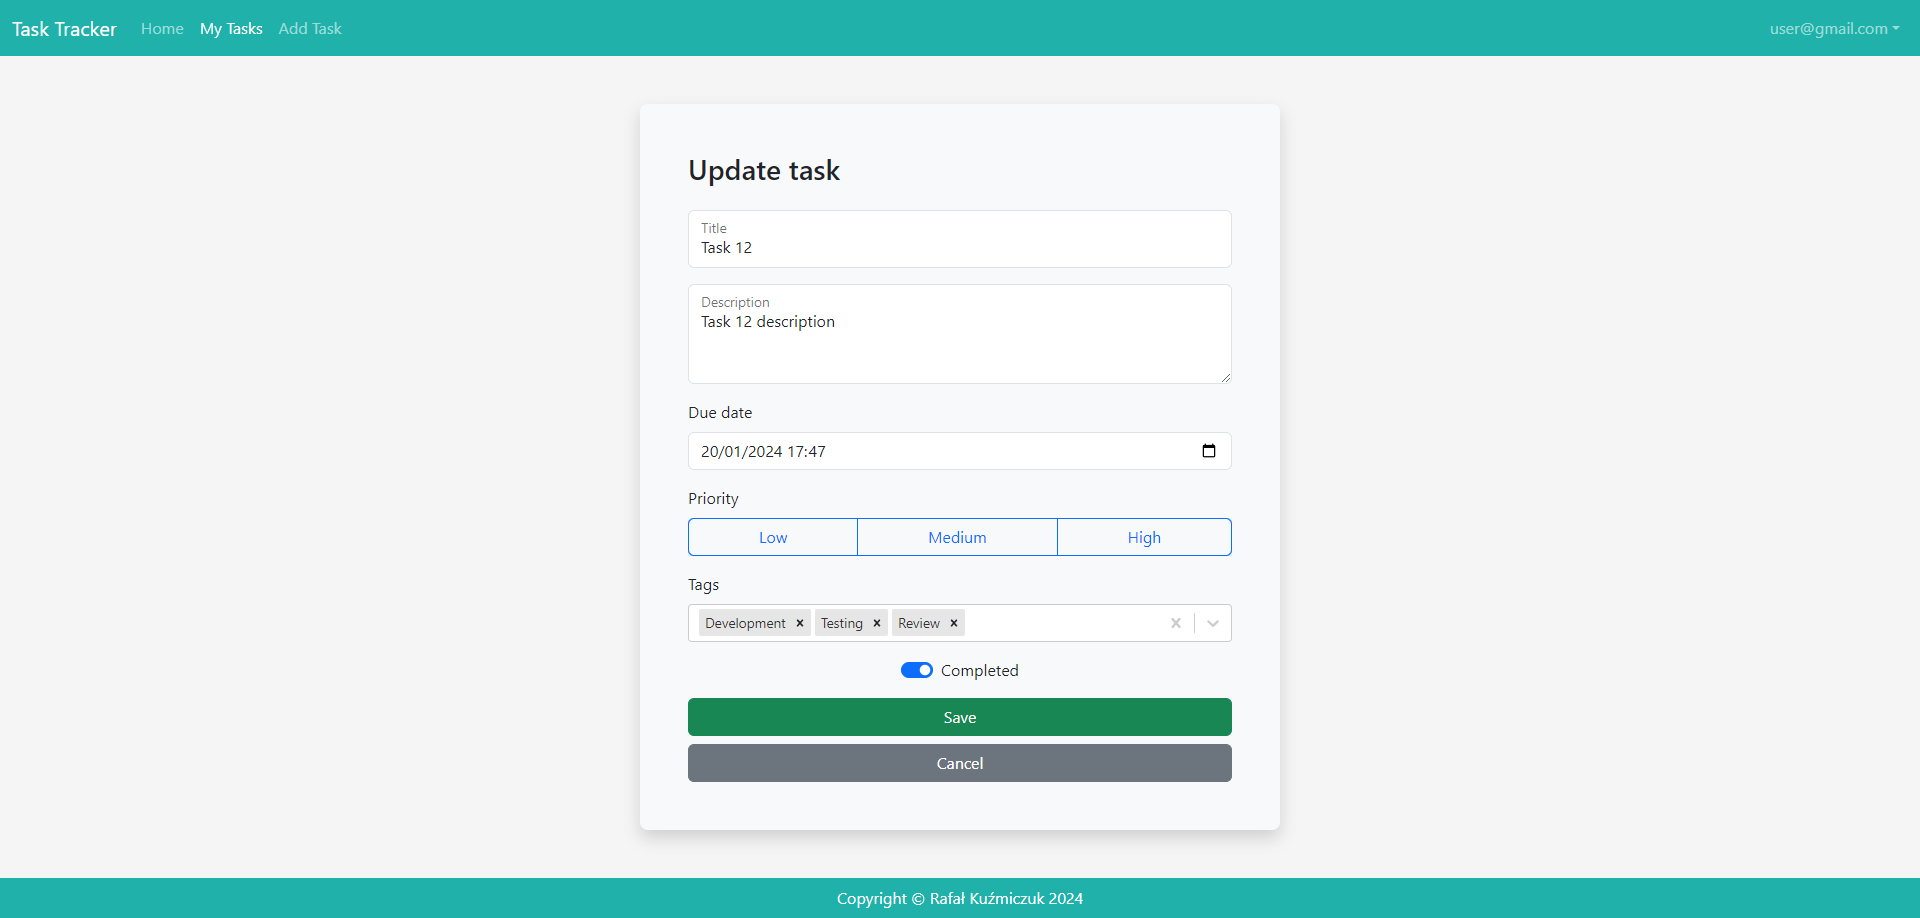 Task Tracker Home My Tasks Add Task user@gmail.com
Update task
Title
Task 12
Description
Task 12 description
Due date
20/01/2024 17:47
Priority
Low Medium High
Tags
Development Testing Review
Completed
Save
Cancel
Copyright © Rafał Kuźmiczuk 2024